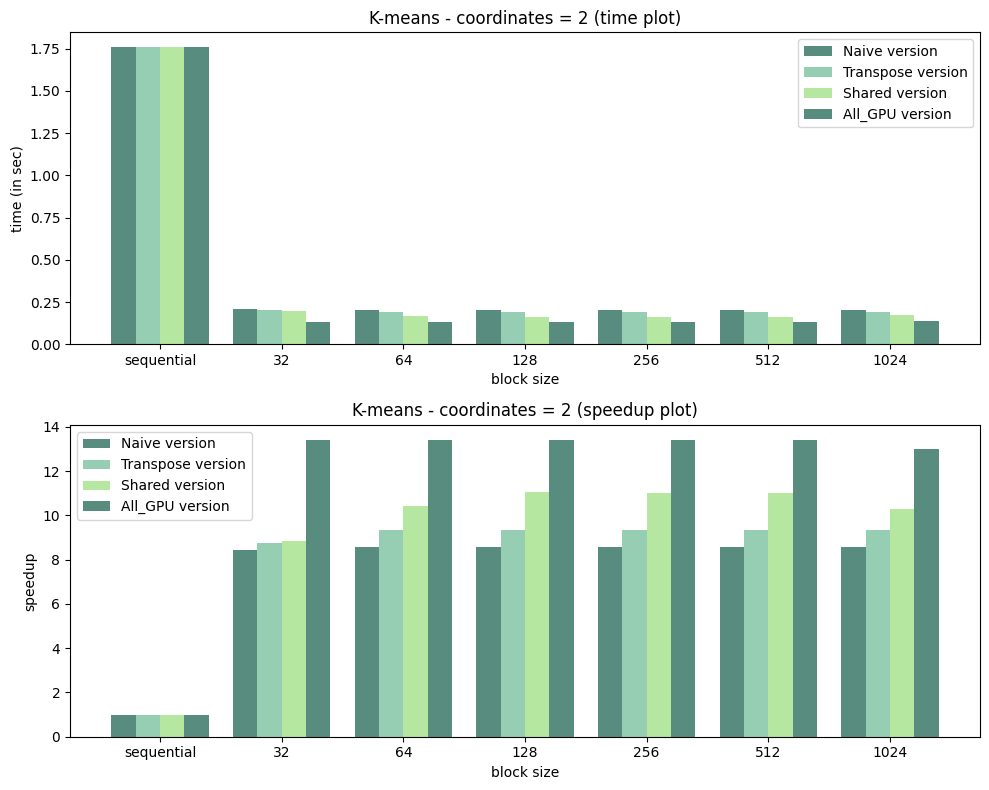 K-means - coordinates = 2 (time plot)
1.75
1.50
1.25
1.00
0.75
0.50
0.25
0.00
time (in sec)
Naive version
Transpose version
Shared version
All_GPU version
sequential 32 64 128 256 512 1024
block size
K-means - coordinates = 2 (speedup plot)
14
12
10
8
6
4
2
0
speedup
Naive version
Transpose version
Shared version
All_GPU version
sequential 32 64 128 256 512 1024
block size